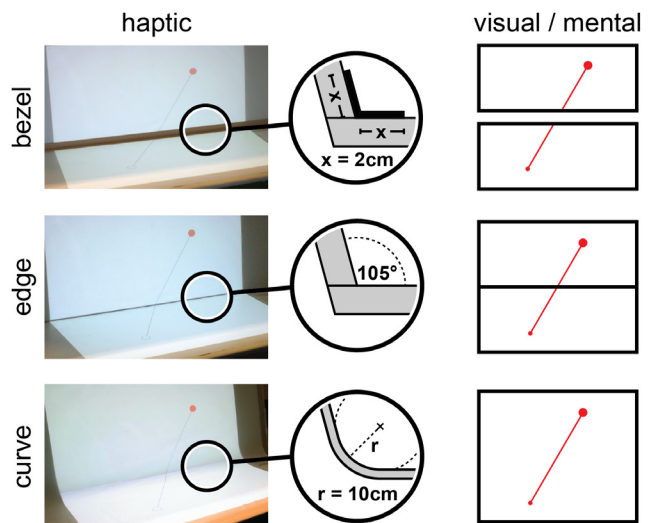 haptic
visual / mental
bezel
x
x
x = 2cm
edge
105°
curve
r
r = 10cm